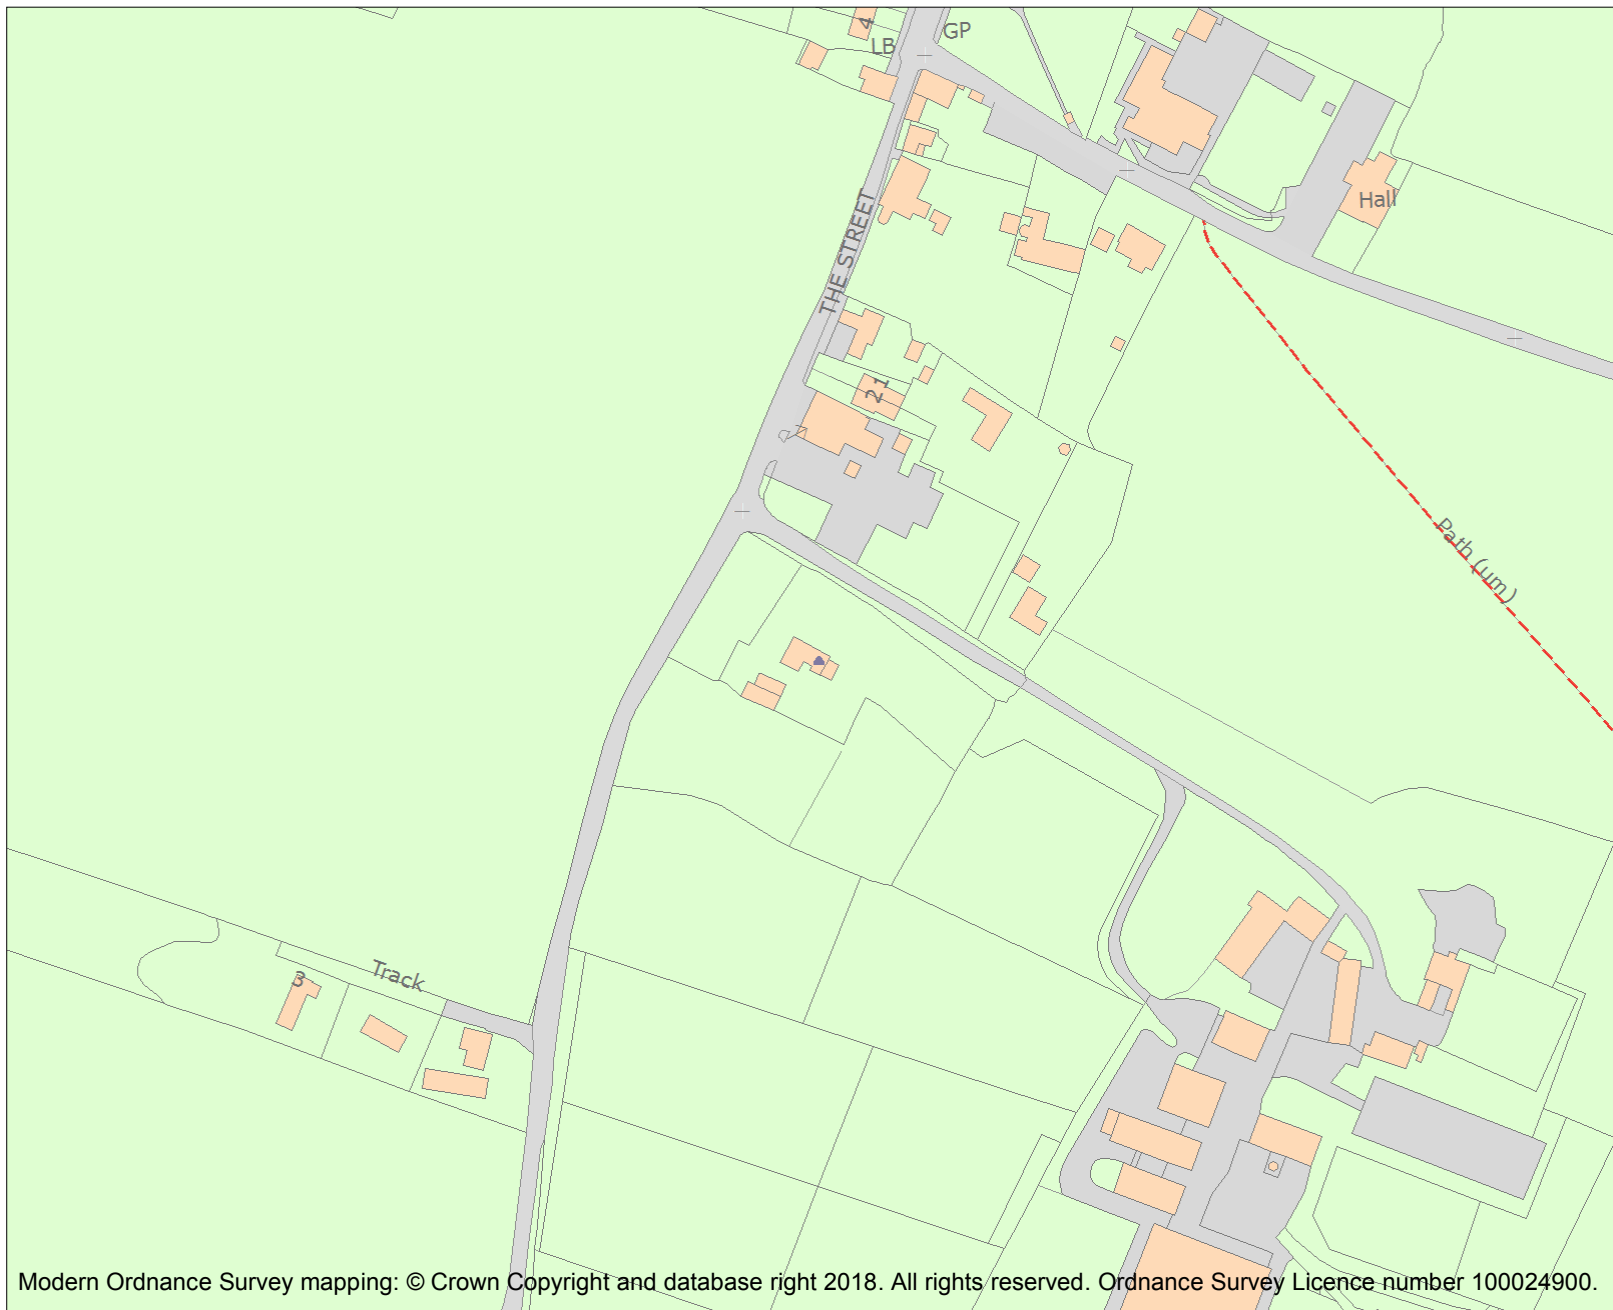 4
GP
LB
Hall
THE STREET
21
Path (um)
3
Track
Modern Ordnance Survey mapping: © Crown Copyright and database right 2018. All rights reserved. Ordnance Survey Licence number 100024900.